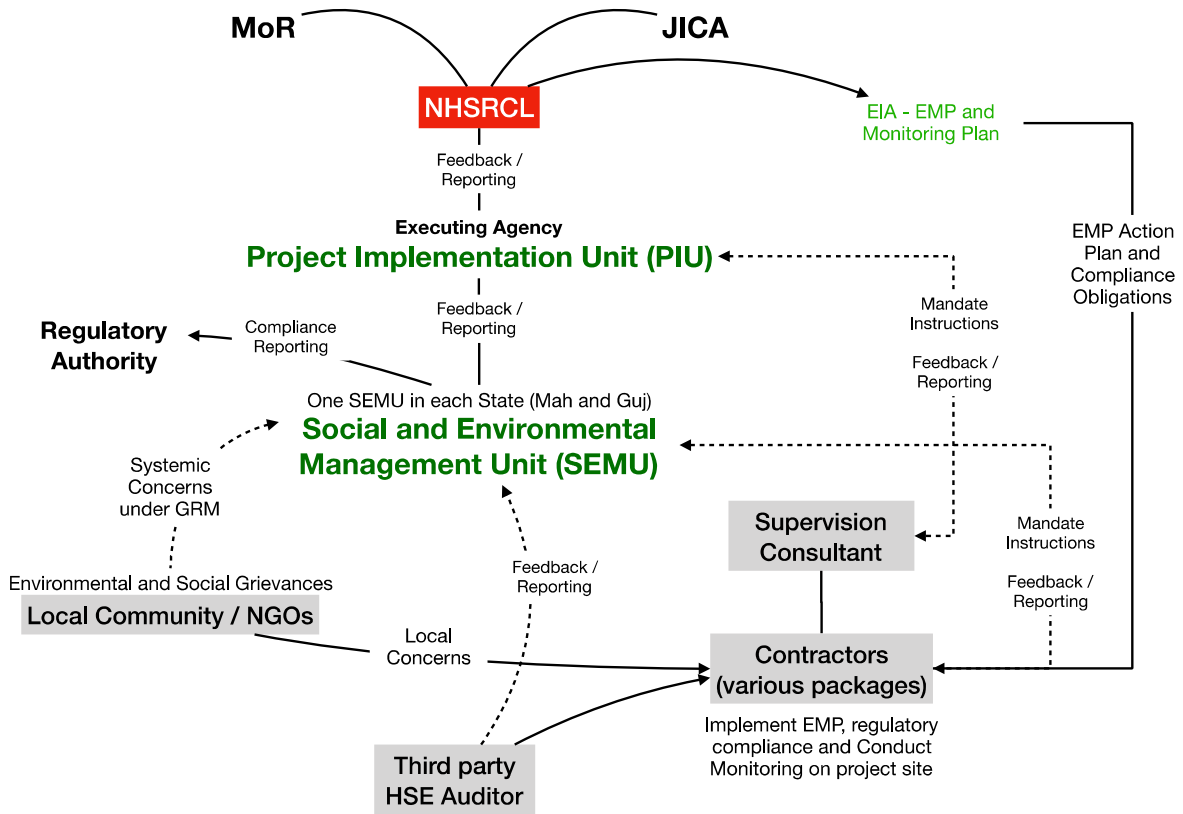 MoR
JICA
NHSRCL
EIA - EMP and
Monitoring Plan
Feedback /
Reporting
Executing Agency
Project Implementation Unit (PIU)
EMP Action
Plan and
Compliance
Obligations
Feedback /
Reporting
Mandate
Instructions
Regulatory
Authority
Compliance
Reporting
Feedback /
Reporting
One SEMU in each State (Mah and Guj)
Social and Environmental
Management Unit (SEMU)
Systemic
Concerns
under GRM
Supervision
Consultant
Mandate
Instructions
Feedback /
Reporting
Feedback /
Reporting
Environmental and Social Grievances
Local Community / NGOs
Local
Concerns
Contractors
(various packages)
Implement EMP, regulatory
compliance and Conduct
Monitoring on project site
Third party
HSE Auditor